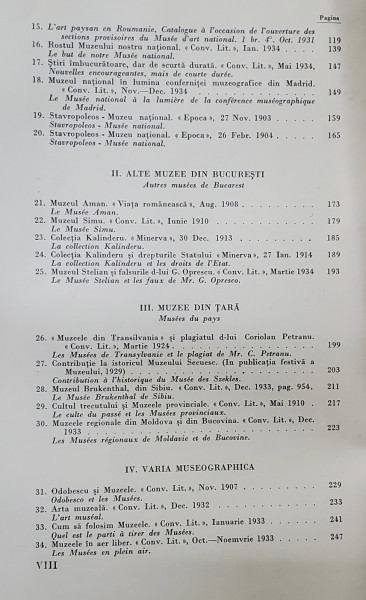 Pagina
15. L'art paysan en Roumanie, Catalogue à l'occasion de l'ouverture des
sections provisoires du Musée d'art national. 1 br. 4°. Oct. 1931 119
16. Rostul Muzeului nostru național. « Conv. Lit. », Ian. 1934 . . . . 139
Le but de notre Musée national.
17. Știri îmbucurătoare, dar de scurtă durată. « Conv. Lit. », Mai 1934, 147
Nouvelles encourageantes, mais de courte durée.
18. Muzeul național în lumina conferinței muzeografice din Madrid.
« Conv. Lit. », Nov.—Dec. 1934 . . . . . . . . . . . . 149
Le Musée national à la lumière de la conférence muséographique
de Madrid.
19. Stavropoleos - Muzeu național. « Epoca », 27 Nov. 1903 . . . . . 159
Stavropoleos - Musée national.
20. Stavropoleos - Muzeu național. « Epoca », 26 Febr. 1904 . . . . . 165
Stavropoleos - Musée national.
II. ALTE MUZEE DIN BUCUREȘTI
Autres musées de Bucarest
21. Muzeul Aman. « Viața românească », Aug. 1908 . . . . . . . . 173
Le Musée Aman.
22. Muzeul Simu. « Conv. Lit. », Iunie 1910 . . . . . . . . . . . 179
Le Musée Simu.
23. Colecția Kalinderu. « Minerva », 30 Dec. 1913 . . . . . . . . . 185
La collection Kalinderu.
24. Colecția Kalinderu și drepturile Statului « Minerva », 27 Ian. 1914 189
La collection Kalinderu et les droits de l'Etat.
25. Muzeul Stelian și falsurile d-lui G. Oprescu. « Conv. Lit. », Martie 1934 193
Le Musée Stelian et les faux de Mr. G. Oprescu.
III. MUZEE DIN ȚARĂ
Musées du pays
26. « Muzeele din Transilvania » și plagiatul d-lui Coriolan Petranu.
« Conv. Lit. », Martie 1924 . . . . . . . . . . . . . . 199
Les Musées de Transylvanie et le plagiat de Mr. C. Petranu.
27. Contribuție la istoricul Muzeului Secuesc. (In publicația festivă a
Muzeului, 1929) . . . . . . . . . . . . . . . . . . 203
Contribution à l'historique du Musée des Szekles.
28. Muzeul Brukenthal, din Sibiu. « Conv. Lit. », Dec. 1933, pag. 954, 211
Le Musée Brukenthal de Sibiu.
29. Cultul trecutului și Muzeele provinciale. « Conv. Lit. », Mai 1910 . 217
Le culte du passé et les Musées provinciaux.
30. Muzeele regionale din Moldova și din Bucovina. « Conv. Lit. », Dec.
1933 . . . . . . . . . . . . . . . . . . . . . . . 223
Les Musées régionaux de Moldavie et de Bucovine.
IV. VARIA MUSEOGRAPHICA
31. Odobescu și Muzeele. « Conv. Lit. », Nov. 1907 . . . . . . . . 229
Odobesco et les Musées.
32. Arta muzeală. « Conv. Lit. », Dec. 1932 . . . . . . . . . . . 233
L'art muséal.
33. Cum să folosim Muzeele. « Conv. Lit. », Ianuarie 1933 . . . . . 241
Quel est le parti à tirer des Musées.
34. Muzeele în aer liber. « Conv. Lit. », Oct.—Noemvrie 1933 . . . . . 247
Les Musées en plein air.
VIII